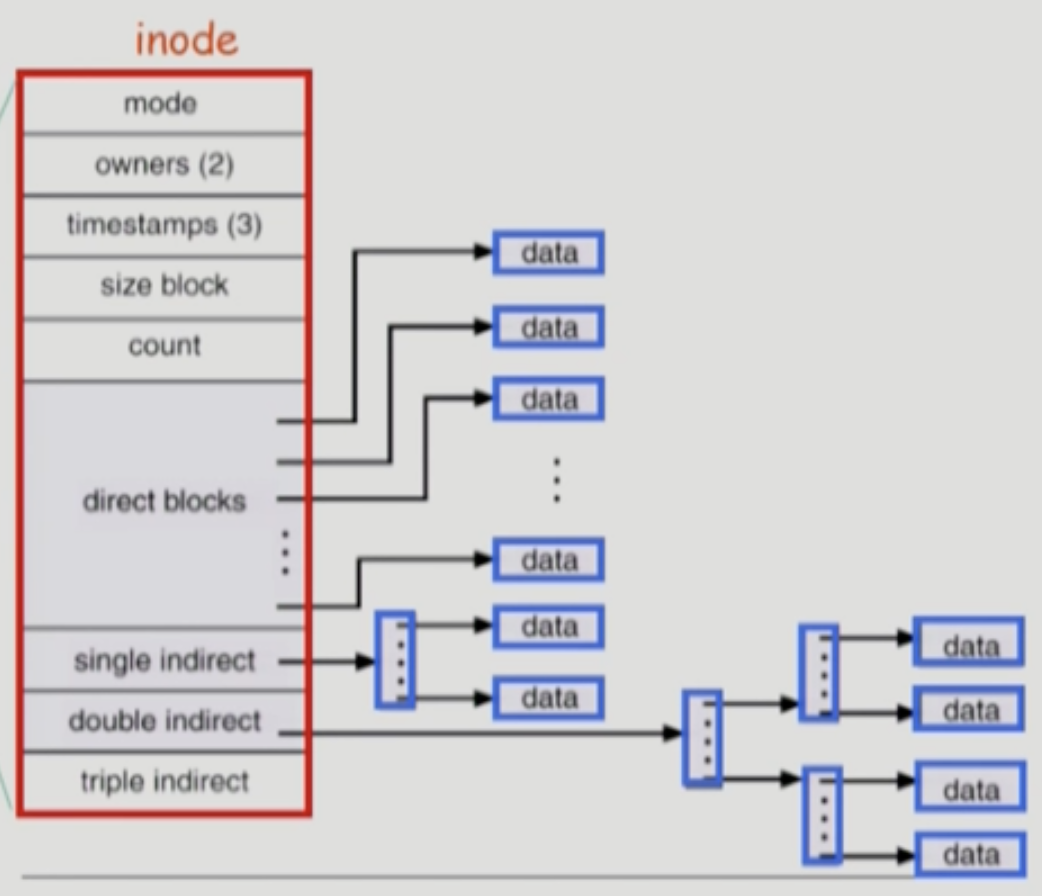 inode
mode
owners (2)
timestamps (3)
size block
count
direct blocks
single indirect
double indirect
triple indirect
data
data
data
data
data
data
data
data
data
data